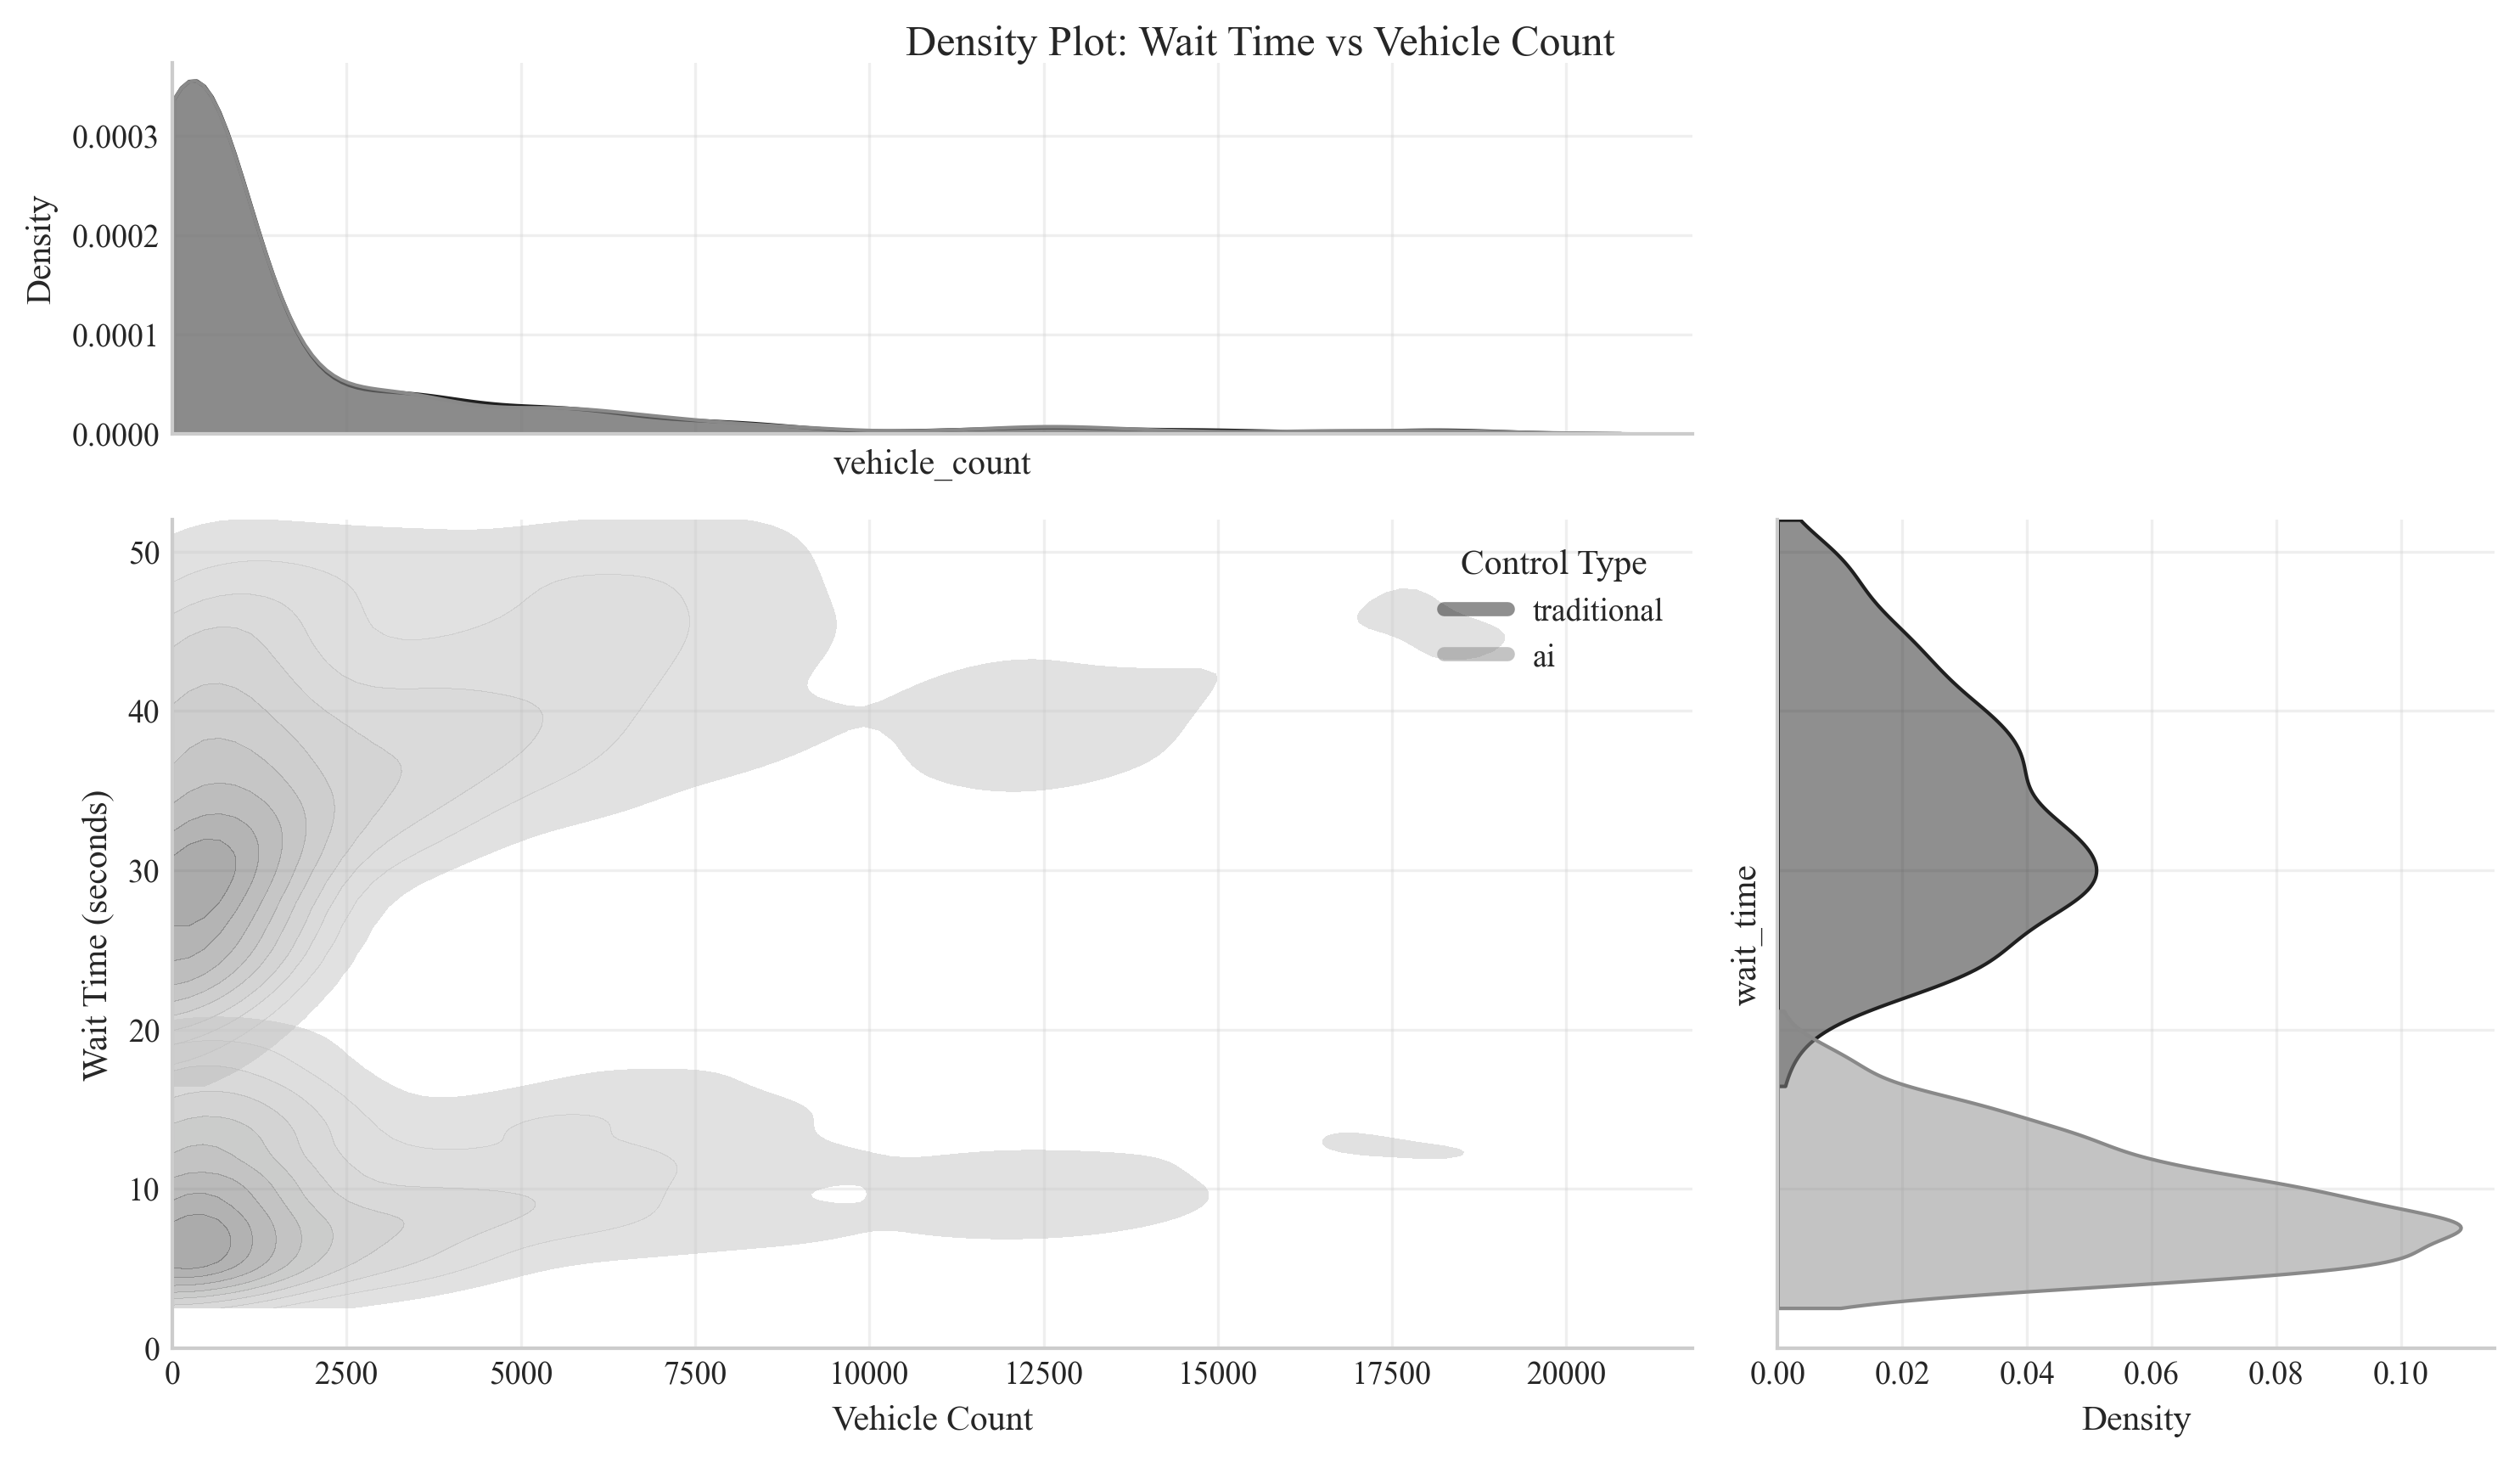 Density Plot: Wait Time vs Vehicle Count
Density
0.0003
0.0002
0.0001
0.0000
vehicle_count
Wait Time (seconds)
50
40
30
20
10
0
0 2500 5000 7500 10000 12500 15000 17500 20000
Vehicle Count
Control Type
traditional
ai
wait_time
0.00 0.02 0.04 0.06 0.08 0.10
Density